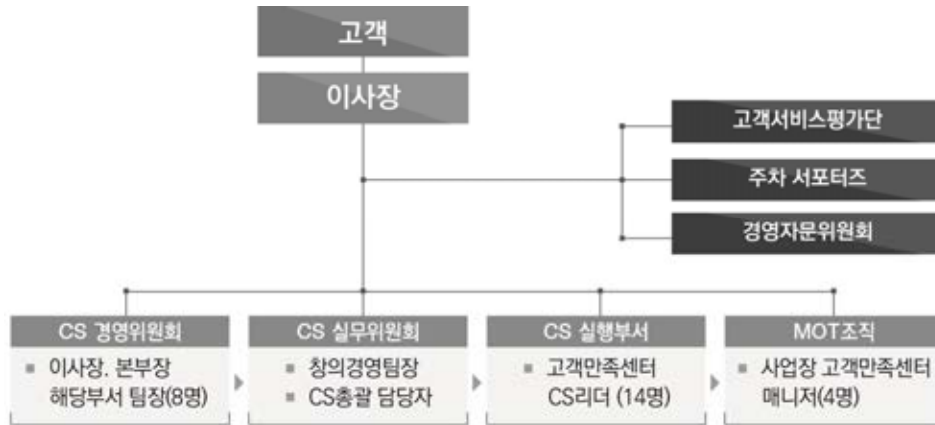 고객
이사장
고객서비스평가단
주차 서포터즈
경영자문위원회
CS 경영위원회
이사장. 본부장
해당부서 팀장(8명)
CS 실무위원회
창의경영팀장
CS총괄 담당자
CS 실행부서
고객만족센터
CS리더 (14명)
MOT조직
사업장 고객만족센터
매니저(4명)